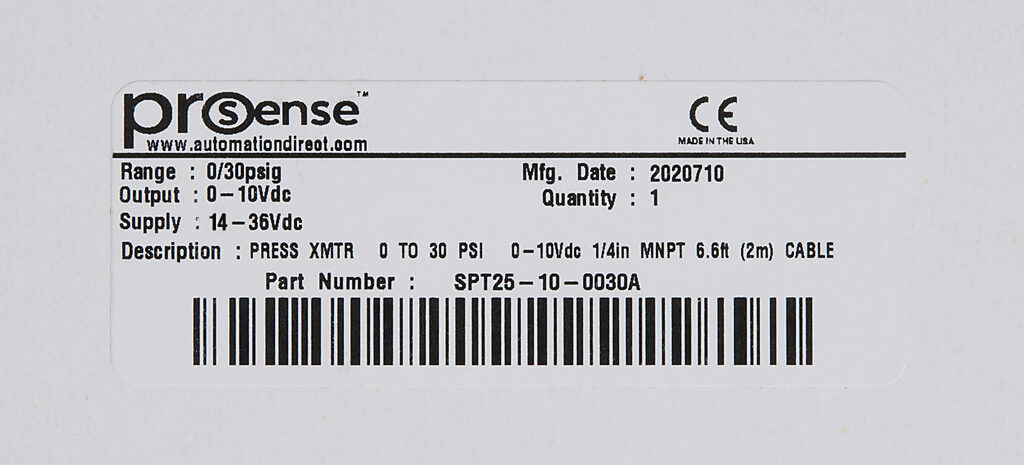 prosense™
www.automationdirect.com
CE
MADE IN THE USA
Range : 0/30psig
Mfg. Date : 2020710
Output : 0-10Vdc
Quantity : 1
Supply : 14-36Vdc
Description : PRESS XMTR 0 TO 30 PSI 0-10Vdc 1/4in MNPT 6.6ft (2m) CABLE
Part Number : SPT25-10-0030A